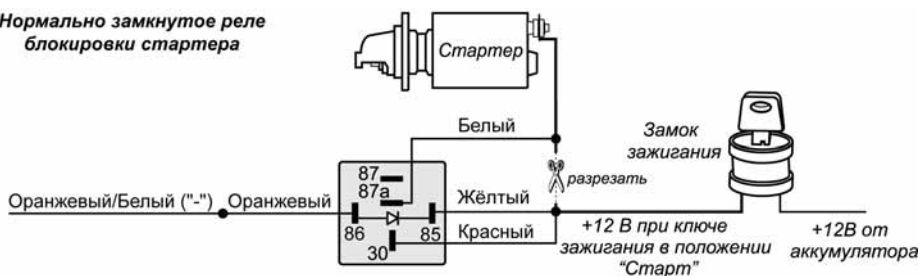 Нормально замкнутое реле
блокировки стартера
Стартер
Белый
Замок
зажигания
разрезать
87
87a
Оранжевый/Белый ("-")
Оранжевый
Жёлтый
86
85
30
Красный
+12 В при ключе
зажигания в положении
“Старт”
+12В от
аккумулятора